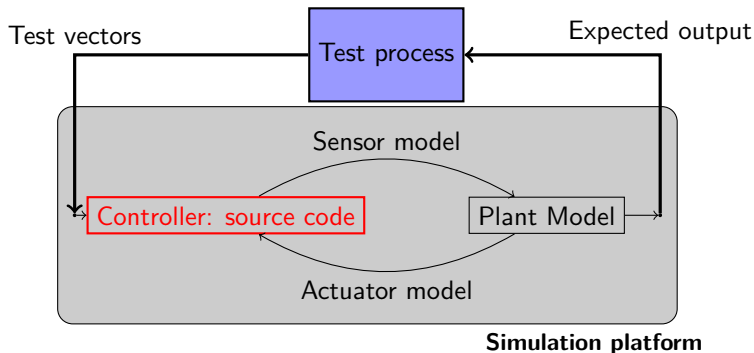 Test vectors
Test process
Expected output
Sensor model
Controller: source code
Plant Model
Actuator model
Simulation platform